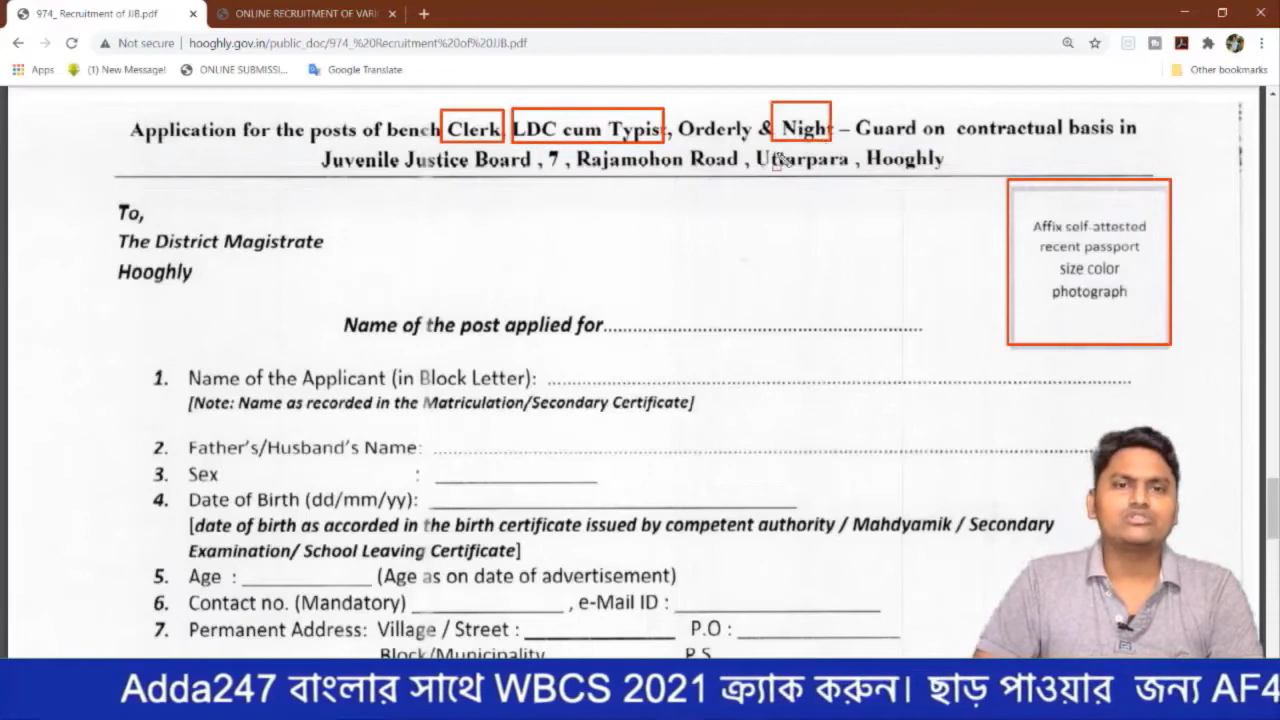 974_ Recruitment of JJB.pdf
ONLINE RECRUITMENT OF VARI
Not secure | hooghly.gov.in/public_doc/974_%20Recruitment%20of%20JJB.pdf
Apps (1) New Message! ONLINE SUBMISSI... Google Translate Other bookmarks
Application for the posts of bench Clerk, LDC cum Typist, Orderly & Night – Guard on contractual basis in
Juvenile Justice Board , 7 , Rajamohon Road , Uttarpara , Hooghly
To,
The District Magistrate
Hooghly
Affix self-attested
recent passport
size color
photograph
Name of the post applied for
1. Name of the Applicant (in Block Letter):
[Note: Name as recorded in the Matriculation/Secondary Certificate]
2. Father's/Husband's Name:
3. Sex :
4. Date of Birth (dd/mm/yy):
[date of birth as accorded in the birth certificate issued by competent authority / Mahdyamik / Secondary
Examination/ School Leaving Certificate]
5. Age : (Age as on date of advertisement)
6. Contact no. (Mandatory) , e-Mail ID :
7. Permanent Address: Village / Street : P.O :
Block/Municipality P.S
Adda247 বাংলার সাথে WBCS 2021 ক্র্যাক করুন। ছাড় পাওয়ার জন্য AF4